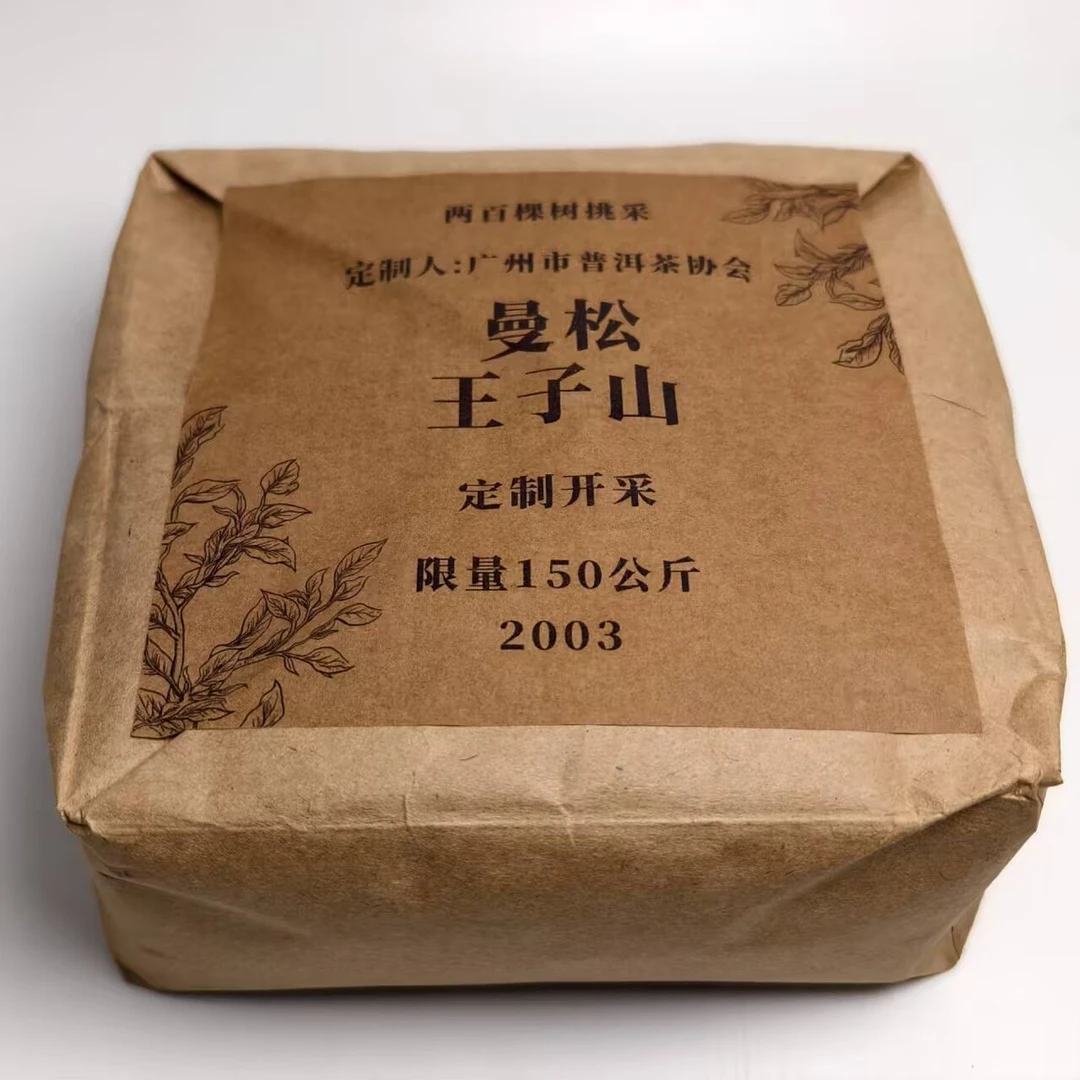 两百棵树挑采
定制人:广州市普洱茶协会
曼松
王子山
定制开采
限量150公斤
2003